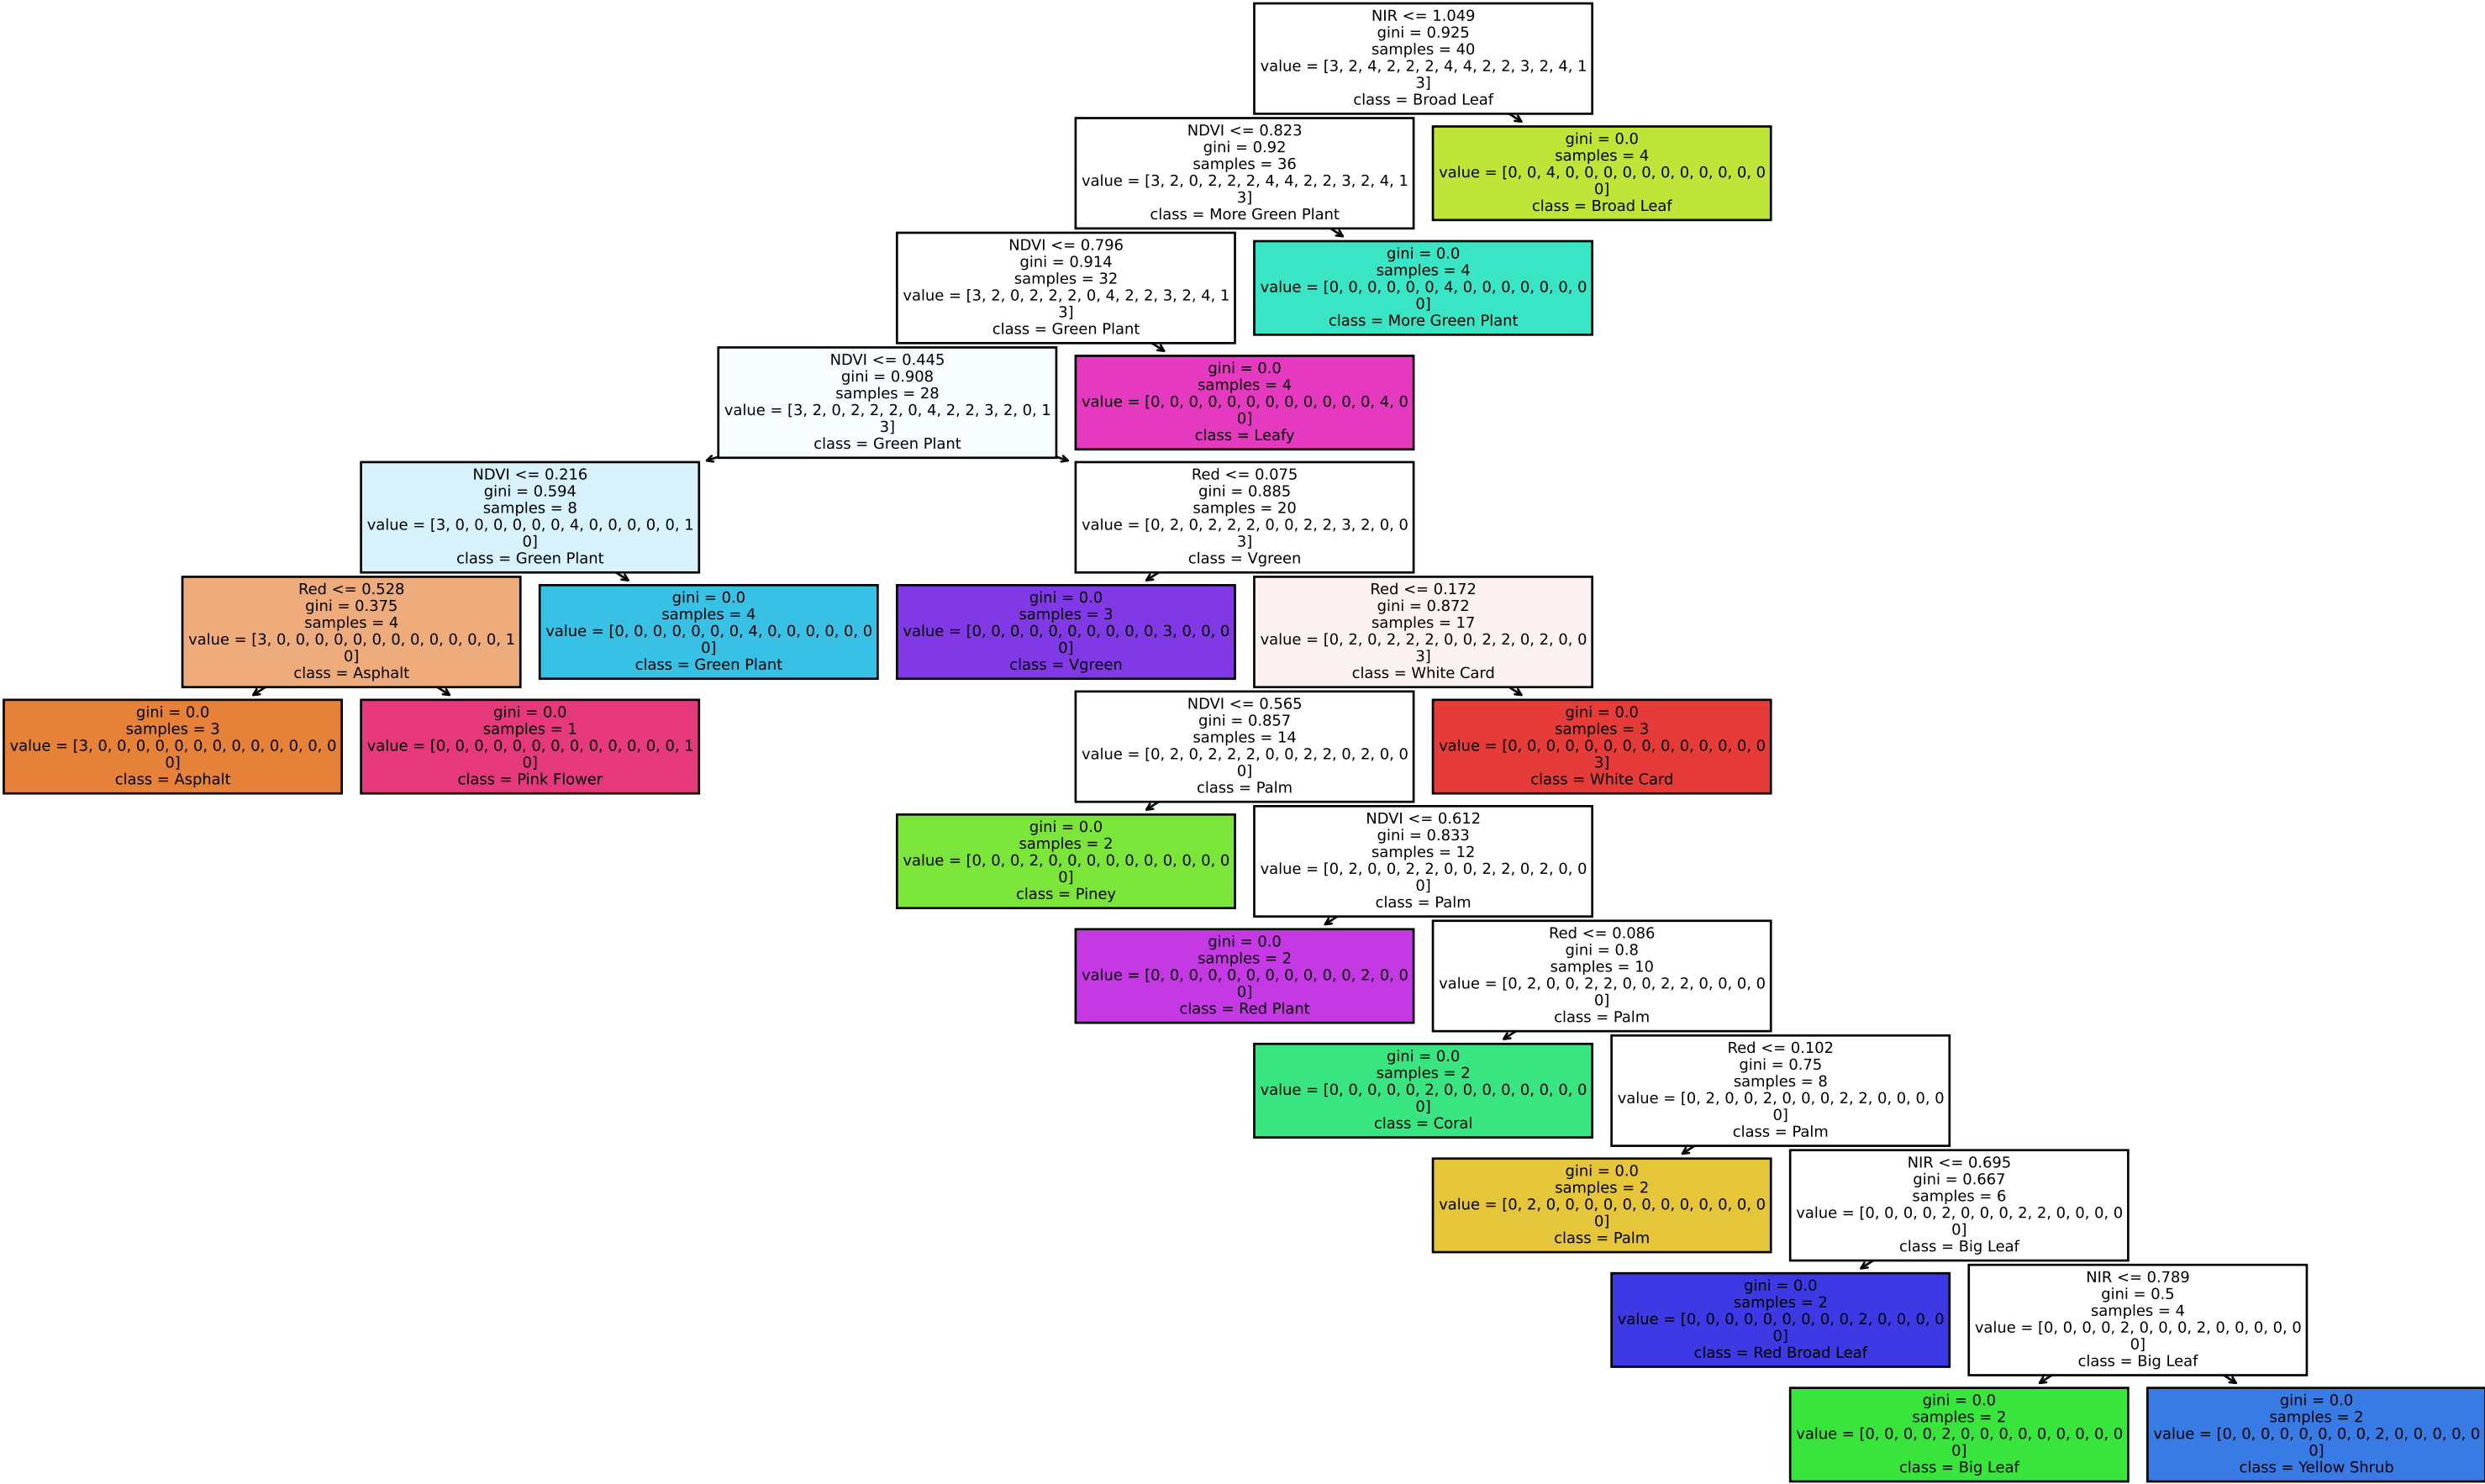 NIR <= 1.049
gini = 0.925
samples = 40
value = [3, 2, 4, 2, 2, 2, 4, 4, 2, 2, 3, 2, 4, 1
3]
class = Broad Leaf
NDVI <= 0.823
gini = 0.92
samples = 36
value = [3, 2, 0, 2, 2, 2, 4, 4, 2, 2, 3, 2, 4, 1
3]
class = More Green Plant
gini = 0.0
samples = 4
value = [0, 0, 4, 0, 0, 0, 0, 0, 0, 0, 0, 0, 0, 0
0]
class = Broad Leaf
NDVI <= 0.796
gini = 0.914
samples = 32
value = [3, 2, 0, 2, 2, 2, 0, 4, 2, 2, 3, 2, 4, 1
3]
class = Green Plant
gini = 0.0
samples = 4
value = [0, 0, 0, 0, 0, 0, 4, 0, 0, 0, 0, 0, 0, 0
0]
class = More Green Plant
NDVI <= 0.445
gini = 0.908
samples = 28
value = [3, 2, 0, 2, 2, 2, 0, 4, 2, 2, 3, 2, 0, 1
3]
class = Green Plant
gini = 0.0
samples = 4
value = [0, 0, 0, 0, 0, 0, 0, 0, 0, 0, 0, 0, 4, 0
0]
class = Leafy
NDVI <= 0.216
gini = 0.594
samples = 8
value = [3, 0, 0, 0, 0, 0, 0, 4, 0, 0, 0, 0, 0, 1
0]
class = Green Plant
Red <= 0.075
gini = 0.885
samples = 20
value = [0, 2, 0, 2, 2, 2, 0, 0, 2, 2, 3, 2, 0, 0
3]
class = Vgreen
Red <= 0.528
gini = 0.375
samples = 4
value = [3, 0, 0, 0, 0, 0, 0, 0, 0, 0, 0, 0, 0, 1
0]
class = Asphalt
gini = 0.0
samples = 4
value = [0, 0, 0, 0, 0, 0, 0, 4, 0, 0, 0, 0, 0, 0
0]
class = Green Plant
gini = 0.0
samples = 3
value = [0, 0, 0, 0, 0, 0, 0, 0, 0, 0, 3, 0, 0, 0
0]
class = Vgreen
Red <= 0.172
gini = 0.872
samples = 17
value = [0, 2, 0, 2, 2, 2, 0, 0, 2, 2, 0, 2, 0, 0
3]
class = White Card
gini = 0.0
samples = 3
value = [3, 0, 0, 0, 0, 0, 0, 0, 0, 0, 0, 0, 0, 0
0]
class = Asphalt
gini = 0.0
samples = 1
value = [0, 0, 0, 0, 0, 0, 0, 0, 0, 0, 0, 0, 0, 1
0]
class = Pink Flower
NDVI <= 0.565
gini = 0.857
samples = 14
value = [0, 2, 0, 2, 2, 2, 0, 0, 2, 2, 0, 2, 0, 0
0]
class = Palm
gini = 0.0
samples = 3
value = [0, 0, 0, 0, 0, 0, 0, 0, 0, 0, 0, 0, 0, 0
3]
class = White Card
gini = 0.0
samples = 2
value = [0, 0, 0, 2, 0, 0, 0, 0, 0, 0, 0, 0, 0, 0
0]
class = Piney
NDVI <= 0.612
gini = 0.833
samples = 12
value = [0, 2, 0, 0, 2, 2, 0, 0, 2, 2, 0, 2, 0, 0
0]
class = Palm
gini = 0.0
samples = 2
value = [0, 0, 0, 0, 0, 0, 0, 0, 0, 0, 0, 2, 0, 0
0]
class = Red Plant
Red <= 0.086
gini = 0.8
samples = 10
value = [0, 2, 0, 0, 2, 2, 0, 0, 2, 2, 0, 0, 0, 0
0]
class = Palm
gini = 0.0
samples = 2
value = [0, 0, 0, 0, 0, 2, 0, 0, 0, 0, 0, 0, 0, 0
0]
class = Coral
Red <= 0.102
gini = 0.75
samples = 8
value = [0, 2, 0, 0, 2, 0, 0, 0, 2, 2, 0, 0, 0, 0
0]
class = Palm
gini = 0.0
samples = 2
value = [0, 2, 0, 0, 0, 0, 0, 0, 0, 0, 0, 0, 0, 0
0]
class = Palm
NIR <= 0.695
gini = 0.667
samples = 6
value = [0, 0, 0, 0, 2, 0, 0, 0, 2, 2, 0, 0, 0, 0
0]
class = Big Leaf
gini = 0.0
samples = 2
value = [0, 0, 0, 0, 0, 0, 0, 0, 0, 2, 0, 0, 0, 0
0]
class = Red Broad Leaf
NIR <= 0.789
gini = 0.5
samples = 4
value = [0, 0, 0, 0, 2, 0, 0, 0, 2, 0, 0, 0, 0, 0
0]
class = Big Leaf
gini = 0.0
samples = 2
value = [0, 0, 0, 0, 2, 0, 0, 0, 0, 0, 0, 0, 0, 0
0]
class = Big Leaf
gini = 0.0
samples = 2
value = [0, 0, 0, 0, 0, 0, 0, 0, 2, 0, 0, 0, 0, 0
0]
class = Yellow Shrub